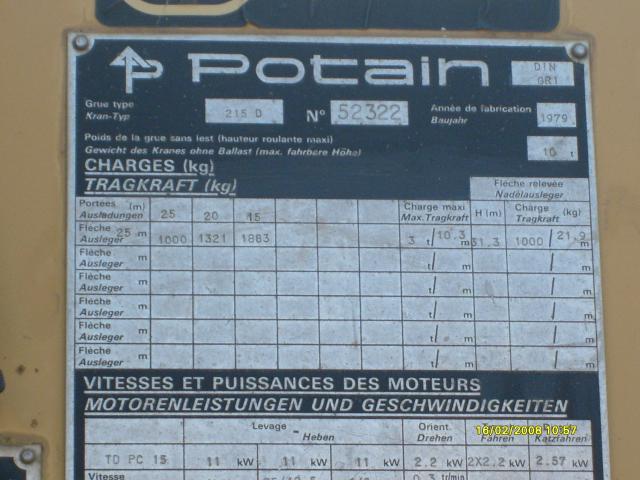 Potain
DIN
GR1
Grue type
Kran-Typ
215 D
N° 52322
Année de fabrication
Baujahr
1979
Poids de la grue sans lest (hauteur roulante maxi)
Gewicht des Kranes ohne Ballast (max. fahrbere Höhe)
10 t
CHARGES (kg)
TRAGKRAFT (kg)
Flèche relevée
Nadelausleger
Portées (m) 25 20 15 Charge maxi H (m) Charge (kg)
Ausladungen Max. Tragkraft Tragkraft
Flèche 25 m 1000 1321 1883 3 t/ 10.3 m 31.3 1000 / 21.9 m
Ausleger
Flèche m t/ m / m
Ausleger
Flèche m t/ m / m
Ausleger
Flèche m t/ m / m
Ausleger
Flèche m t/ m / m
Ausleger
Flèche m t/ m / m
Ausleger
VITESSES ET PUISSANCES DES MOTEURS
MOTORENLEISTUNGEN UND GESCHWINDIGKEITEN
Levage Orient.
Heben Drehen Fahren Katzfahren
16/02/2008 10:57
TD PC 15 11 kW 11 kW 11 kW 2.2 kW 2X2.2 kW 2.57 kW
Vitesse 0.3 tr/min